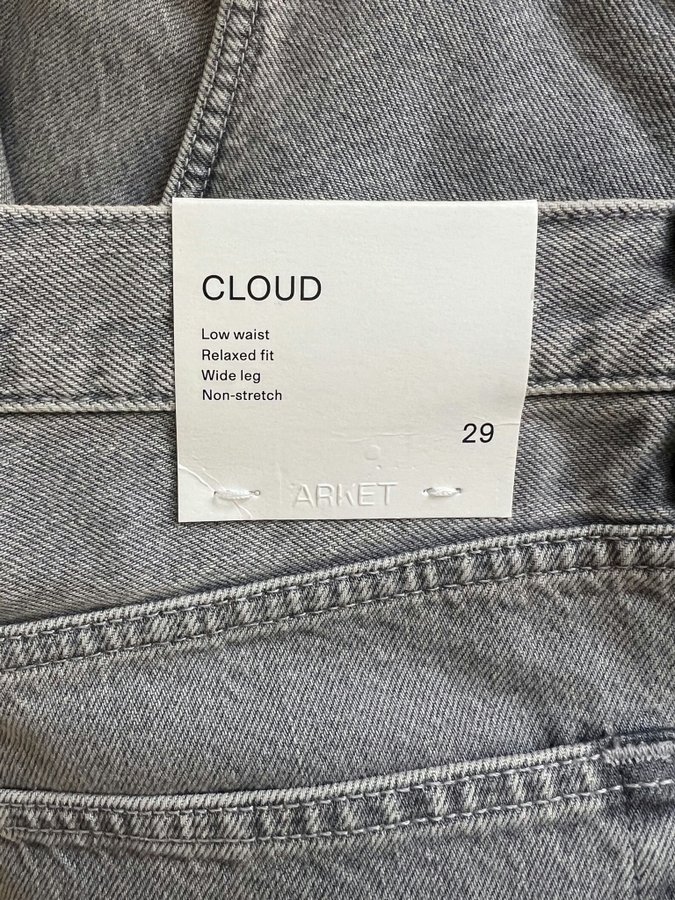 CLOUD
Low waist
Relaxed fit
Wide leg
Non-stretch
29
ARKET